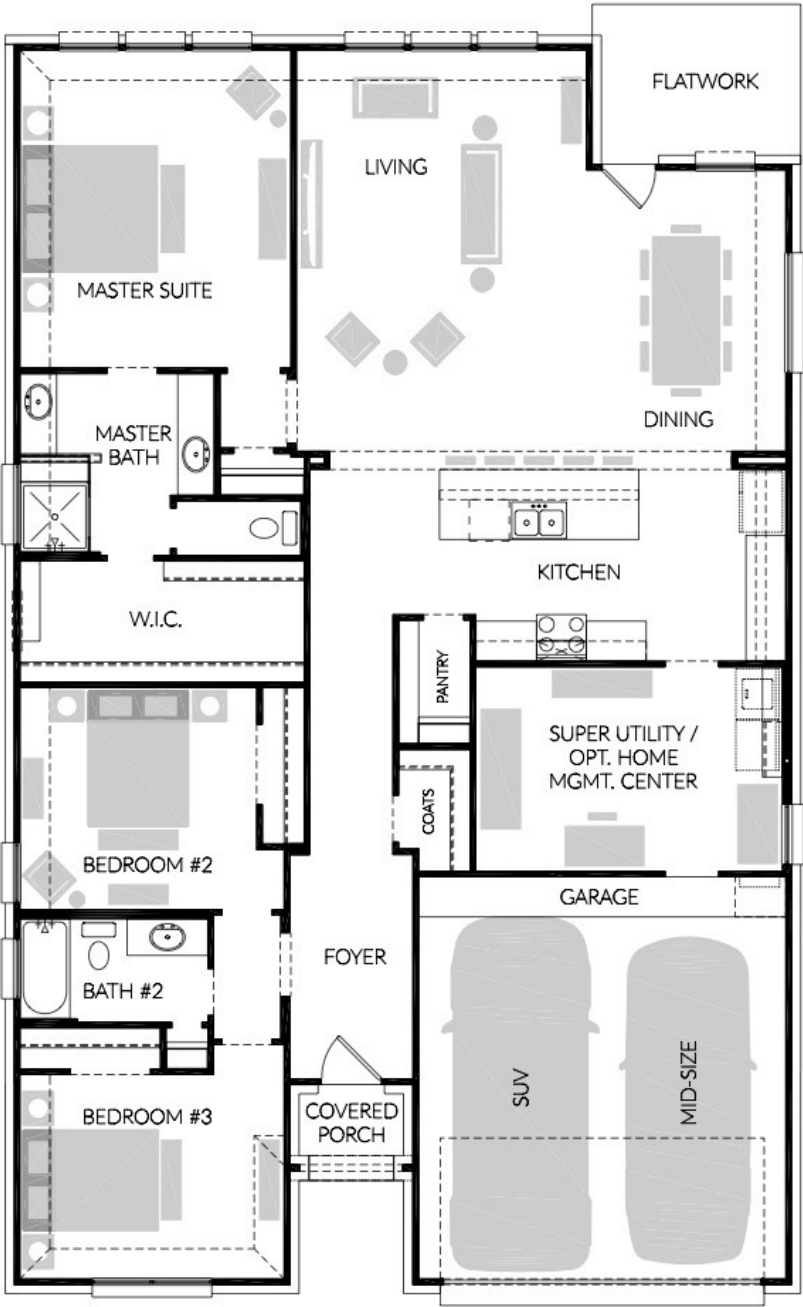 FLATWORK
LIVING
MASTER SUITE
DINING
MASTER
BATH
KITCHEN
W.I.C.
PANTRY
SUPER UTILITY /
OPT. HOME
MGMT. CENTER
COATS
BEDROOM #2
GARAGE
FOYER
BATH #2
SUV
MID-SIZE
BEDROOM #3
COVERED
PORCH